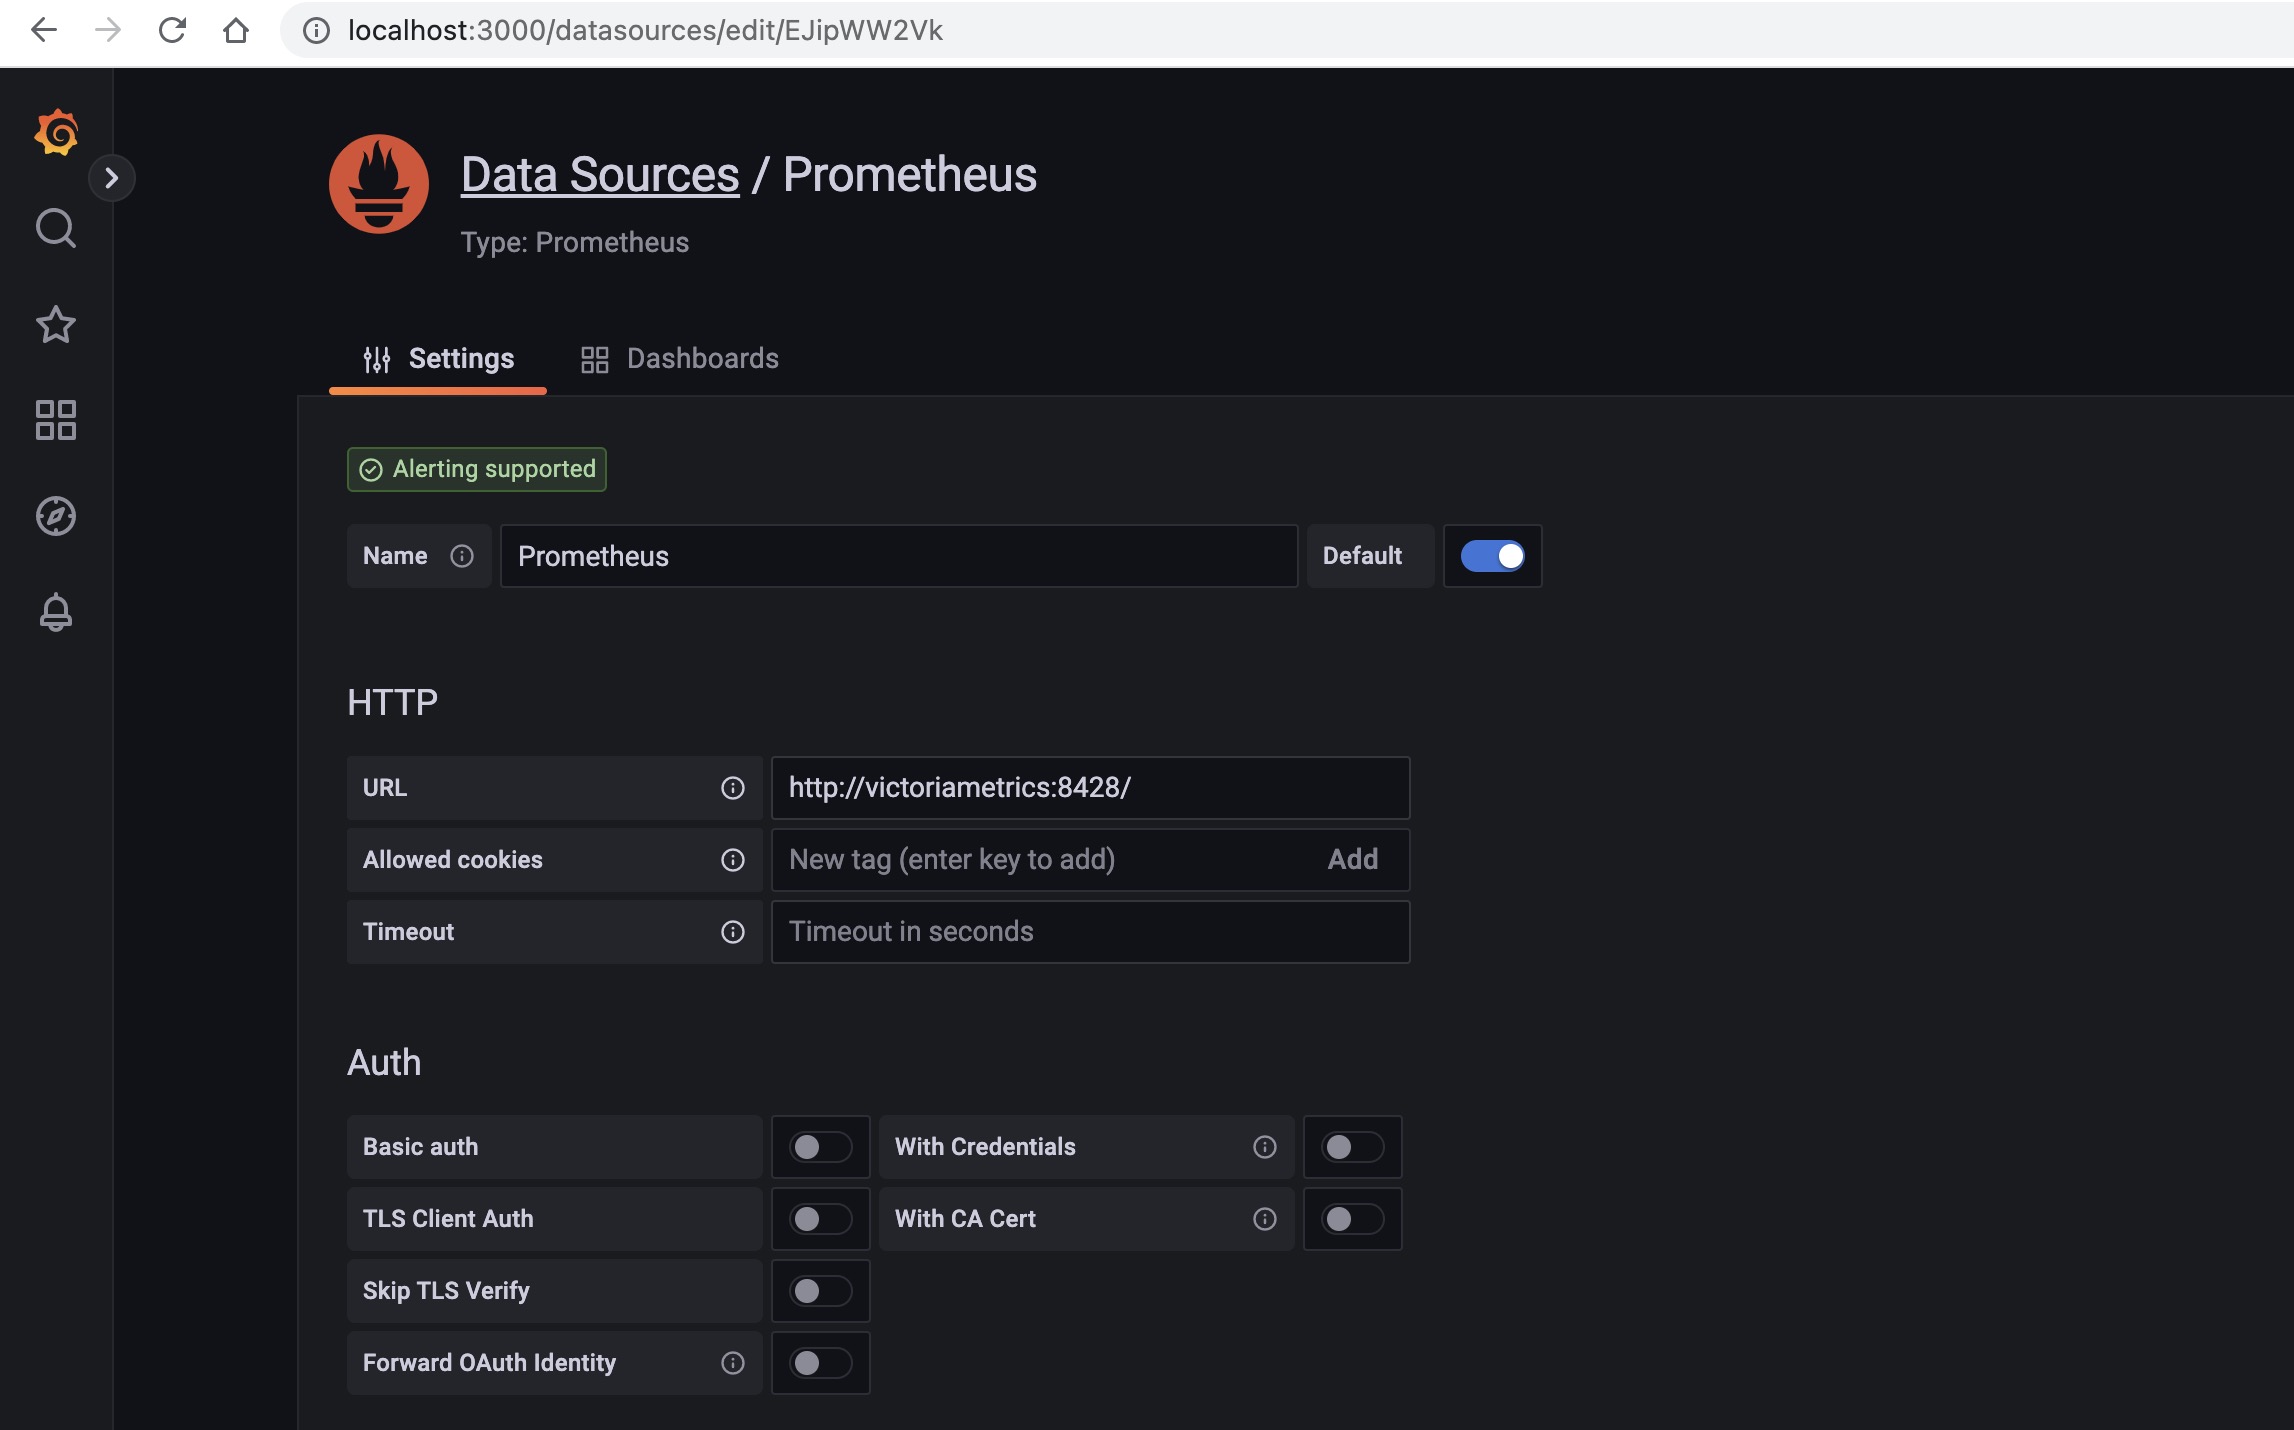 localhost:3000/datasources/edit/EJipWW2Vk
Data Sources / Prometheus
Type: Prometheus
Settings
Dashboards
Alerting supported
Name
Prometheus
Default
HTTP
URL
http://victoriametrics:8428/
Allowed cookies
New tag (enter key to add)
Add
Timeout
Timeout in seconds
Auth
Basic auth
With Credentials
TLS Client Auth
With CA Cert
Skip TLS Verify
Forward OAuth Identity